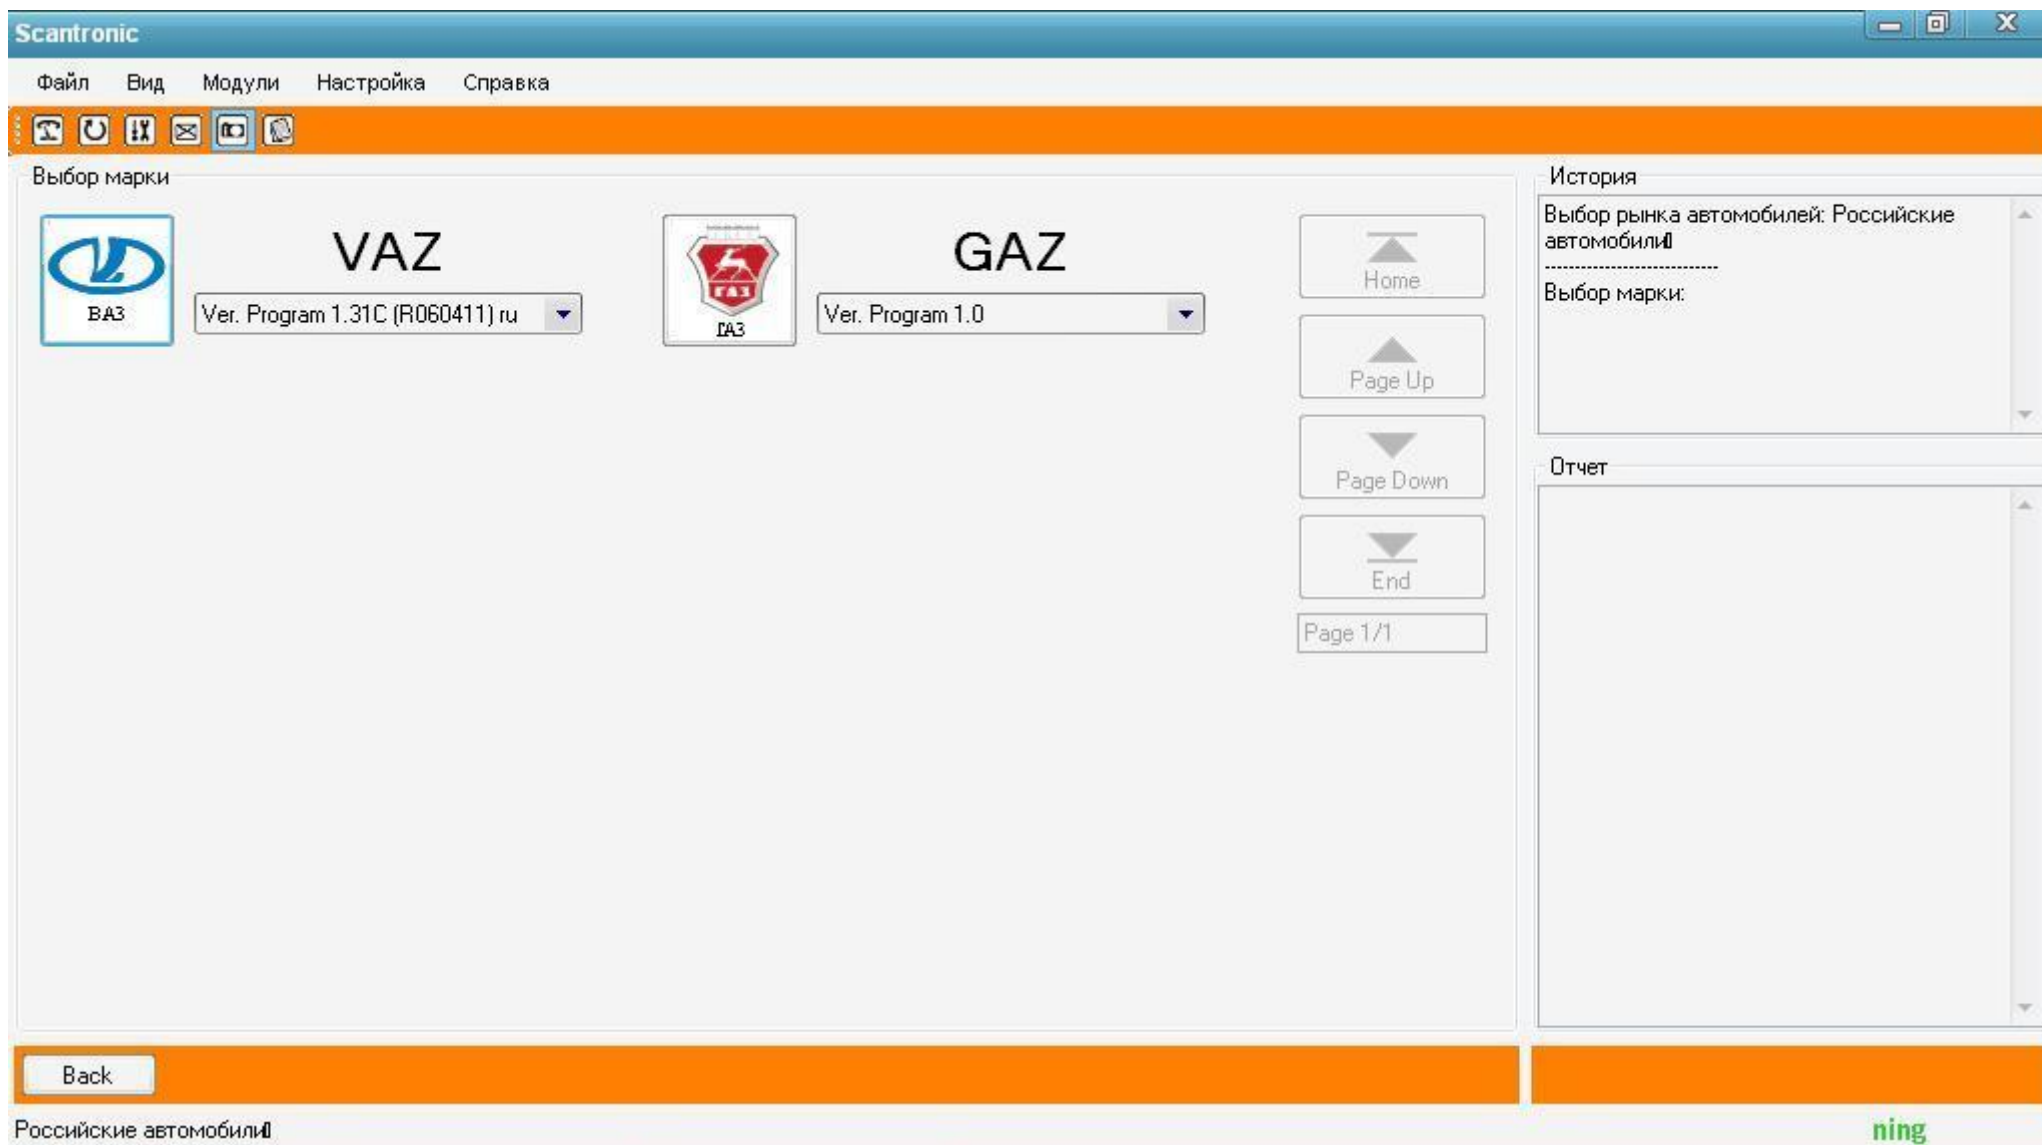 Scantronic
Файл Вид Модули Настройка Справка
Выбор марки
ВАЗ
VAZ
Ver. Program 1.31C (R060411) ru
ГАЗ
ГАЗ
GAZ
Ver. Program 1.0
Home
Page Up
Page Down
End
Page 1/1
История
Выбор рынка автомобилей: Российские
автомобили
---------------------------
Выбор марки:
Отчет
Back
Российские автомобили
ning